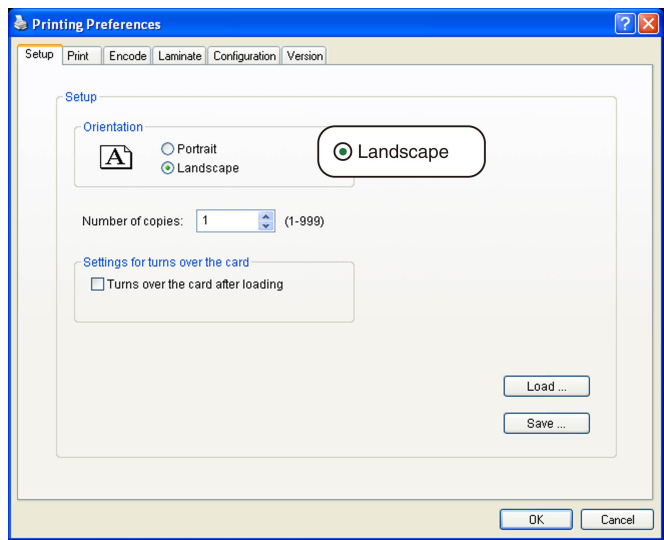 Printing Preferences
Setup Print Encode Laminate Configuration Version
Setup
Orientation
A
Portrait
Landscape
Landscape
Number of copies: 1 (1-999)
Settings for turns over the card
Turns over the card after loading
Load ...
Save ...
OK Cancel